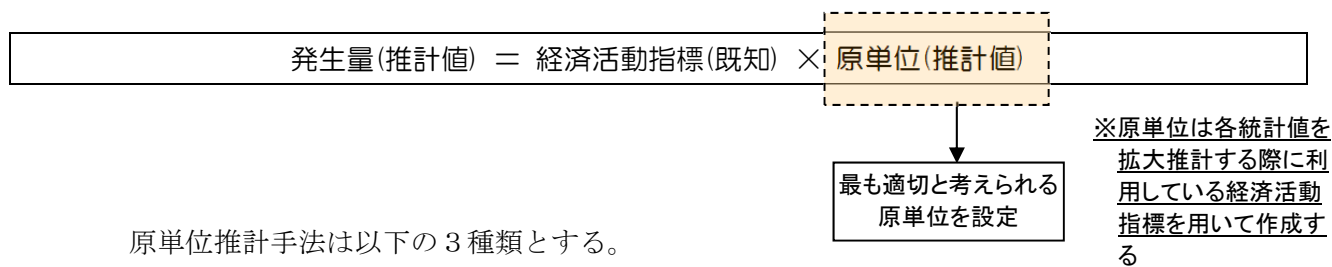 発生量(推計値) ＝ 経済活動指標(既知) × 原単位(推計値)
※原単位は各統計値を
拡大推計する際に利
用している経済活動
指標を用いて作成す
る
最も適切と考えられる
原単位を設定
原単位推計手法は以下の３種類とする。